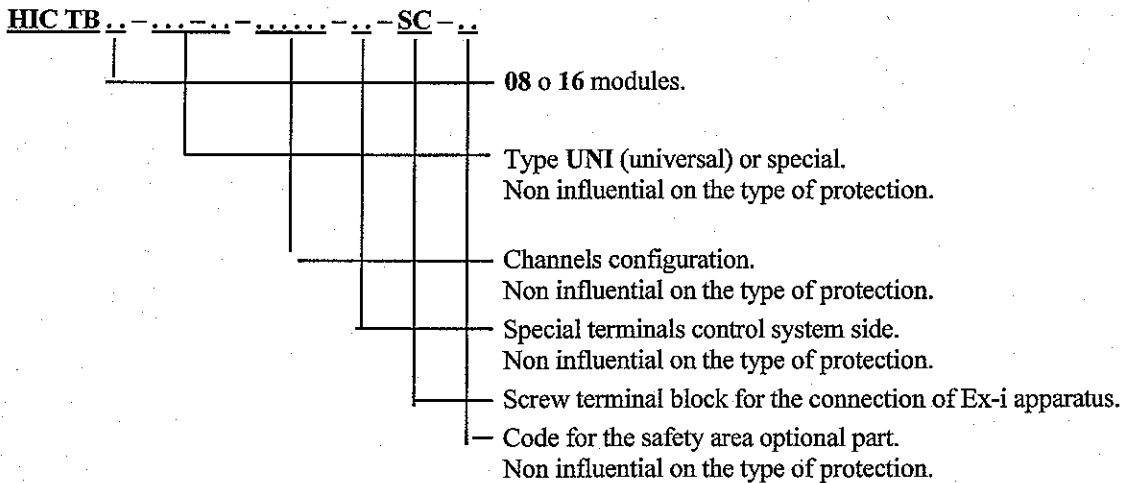 HIC TB . . – . . . – . . – . . . . . . – . . – SC – . .
08 o 16 modules.
Type UNI (universal) or special.
Non influential on the type of protection.
Channels configuration.
Non influential on the type of protection.
Special terminals control system side.
Non influential on the type of protection.
Screw terminal block for the connection of Ex-i apparatus.
Code for the safety area optional part.
Non influential on the type of protection.